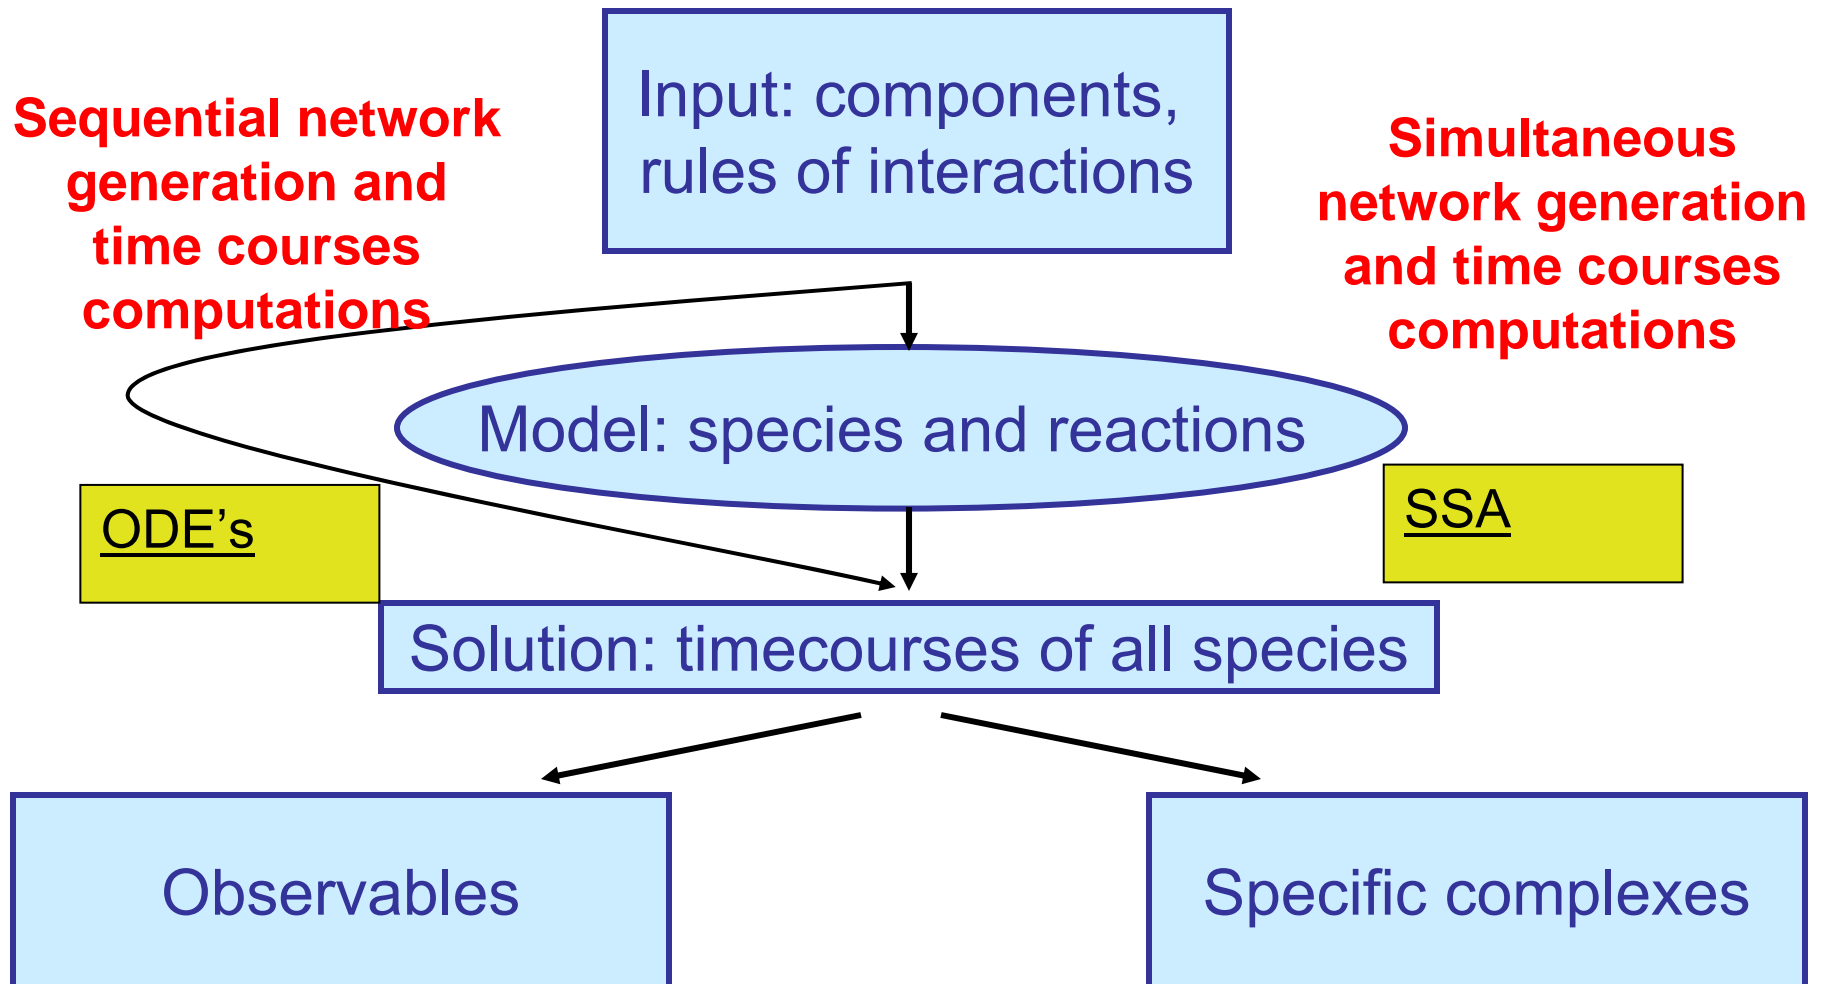 Input: components,
rules of interactions
Sequential network
generation and
time courses
computations
Simultaneous
network generation
and time courses
computations
Model: species and reactions
ODE’s
SSA
Solution: timecourses of all species
Observables
Specific complexes